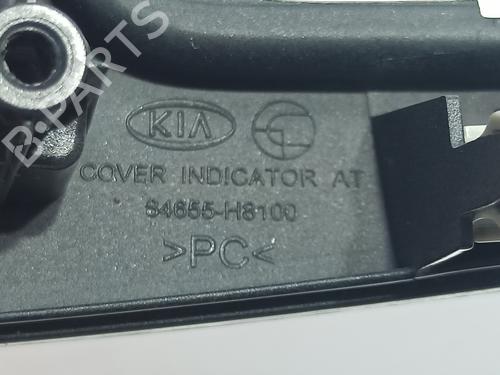 KIA
COVER INDICATOR AT
84655-H8100
>PC<
B-PARTS